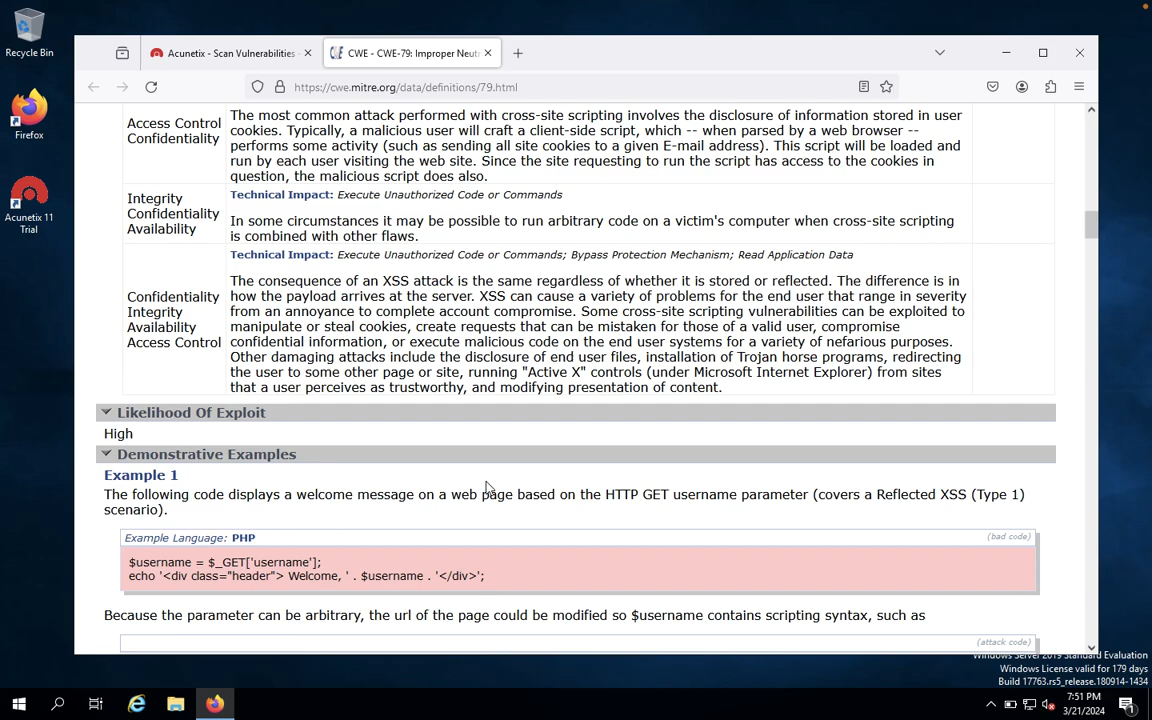 Recycle Bin
Firefox
Acunetix 11
Trial
Acunetix - Scan Vulnerabilities -
CWE - CWE-79: Improper Neutr
https://cwe.mitre.org/data/definitions/79.html
Access Control
Confidentiality
The most common attack performed with cross-site scripting involves the disclosure of information stored in user
cookies. Typically, a malicious user will craft a client-side script, which -- when parsed by a web browser --
performs some activity (such as sending all site cookies to a given E-mail address). This script will be loaded and
run by each user visiting the web site. Since the site requesting to run the script has access to the cookies in
question, the malicious script does also.
Integrity
Confidentiality
Availability
Technical Impact: Execute Unauthorized Code or Commands
In some circumstances it may be possible to run arbitrary code on a victim's computer when cross-site scripting
is combined with other flaws.
Confidentiality
Integrity
Availability
Access Control
Technical Impact: Execute Unauthorized Code or Commands; Bypass Protection Mechanism; Read Application Data
The consequence of an XSS attack is the same regardless of whether it is stored or reflected. The difference is in
how the payload arrives at the server. XSS can cause a variety of problems for the end user that range in severity
from an annoyance to complete account compromise. Some cross-site scripting vulnerabilities can be exploited to
manipulate or steal cookies, create requests that can be mistaken for those of a valid user, compromise
confidential information, or execute malicious code on the end user systems for a variety of nefarious purposes.
Other damaging attacks include the disclosure of end user files, installation of Trojan horse programs, redirecting
the user to some other page or site, running "Active X" controls (under Microsoft Internet Explorer) from sites
that a user perceives as trustworthy, and modifying presentation of content.
Likelihood Of Exploit
High
Demonstrative Examples
Example 1
The following code displays a welcome message on a web page based on the HTTP GET username parameter (covers a Reflected XSS (Type 1)
scenario).
Example Language: PHP
(bad code)
$username = $_GET['username'];
echo '<div class="header"> Welcome, ' . $username . '</div>';
Because the parameter can be arbitrary, the url of the page could be modified so $username contains scripting syntax, such as
(attack code)
Windows Server 2019 Standard Evaluation
Windows License valid for 179 days
Build 17763.rs5_release.180914-1434
7:51 PM
3/21/2024
1